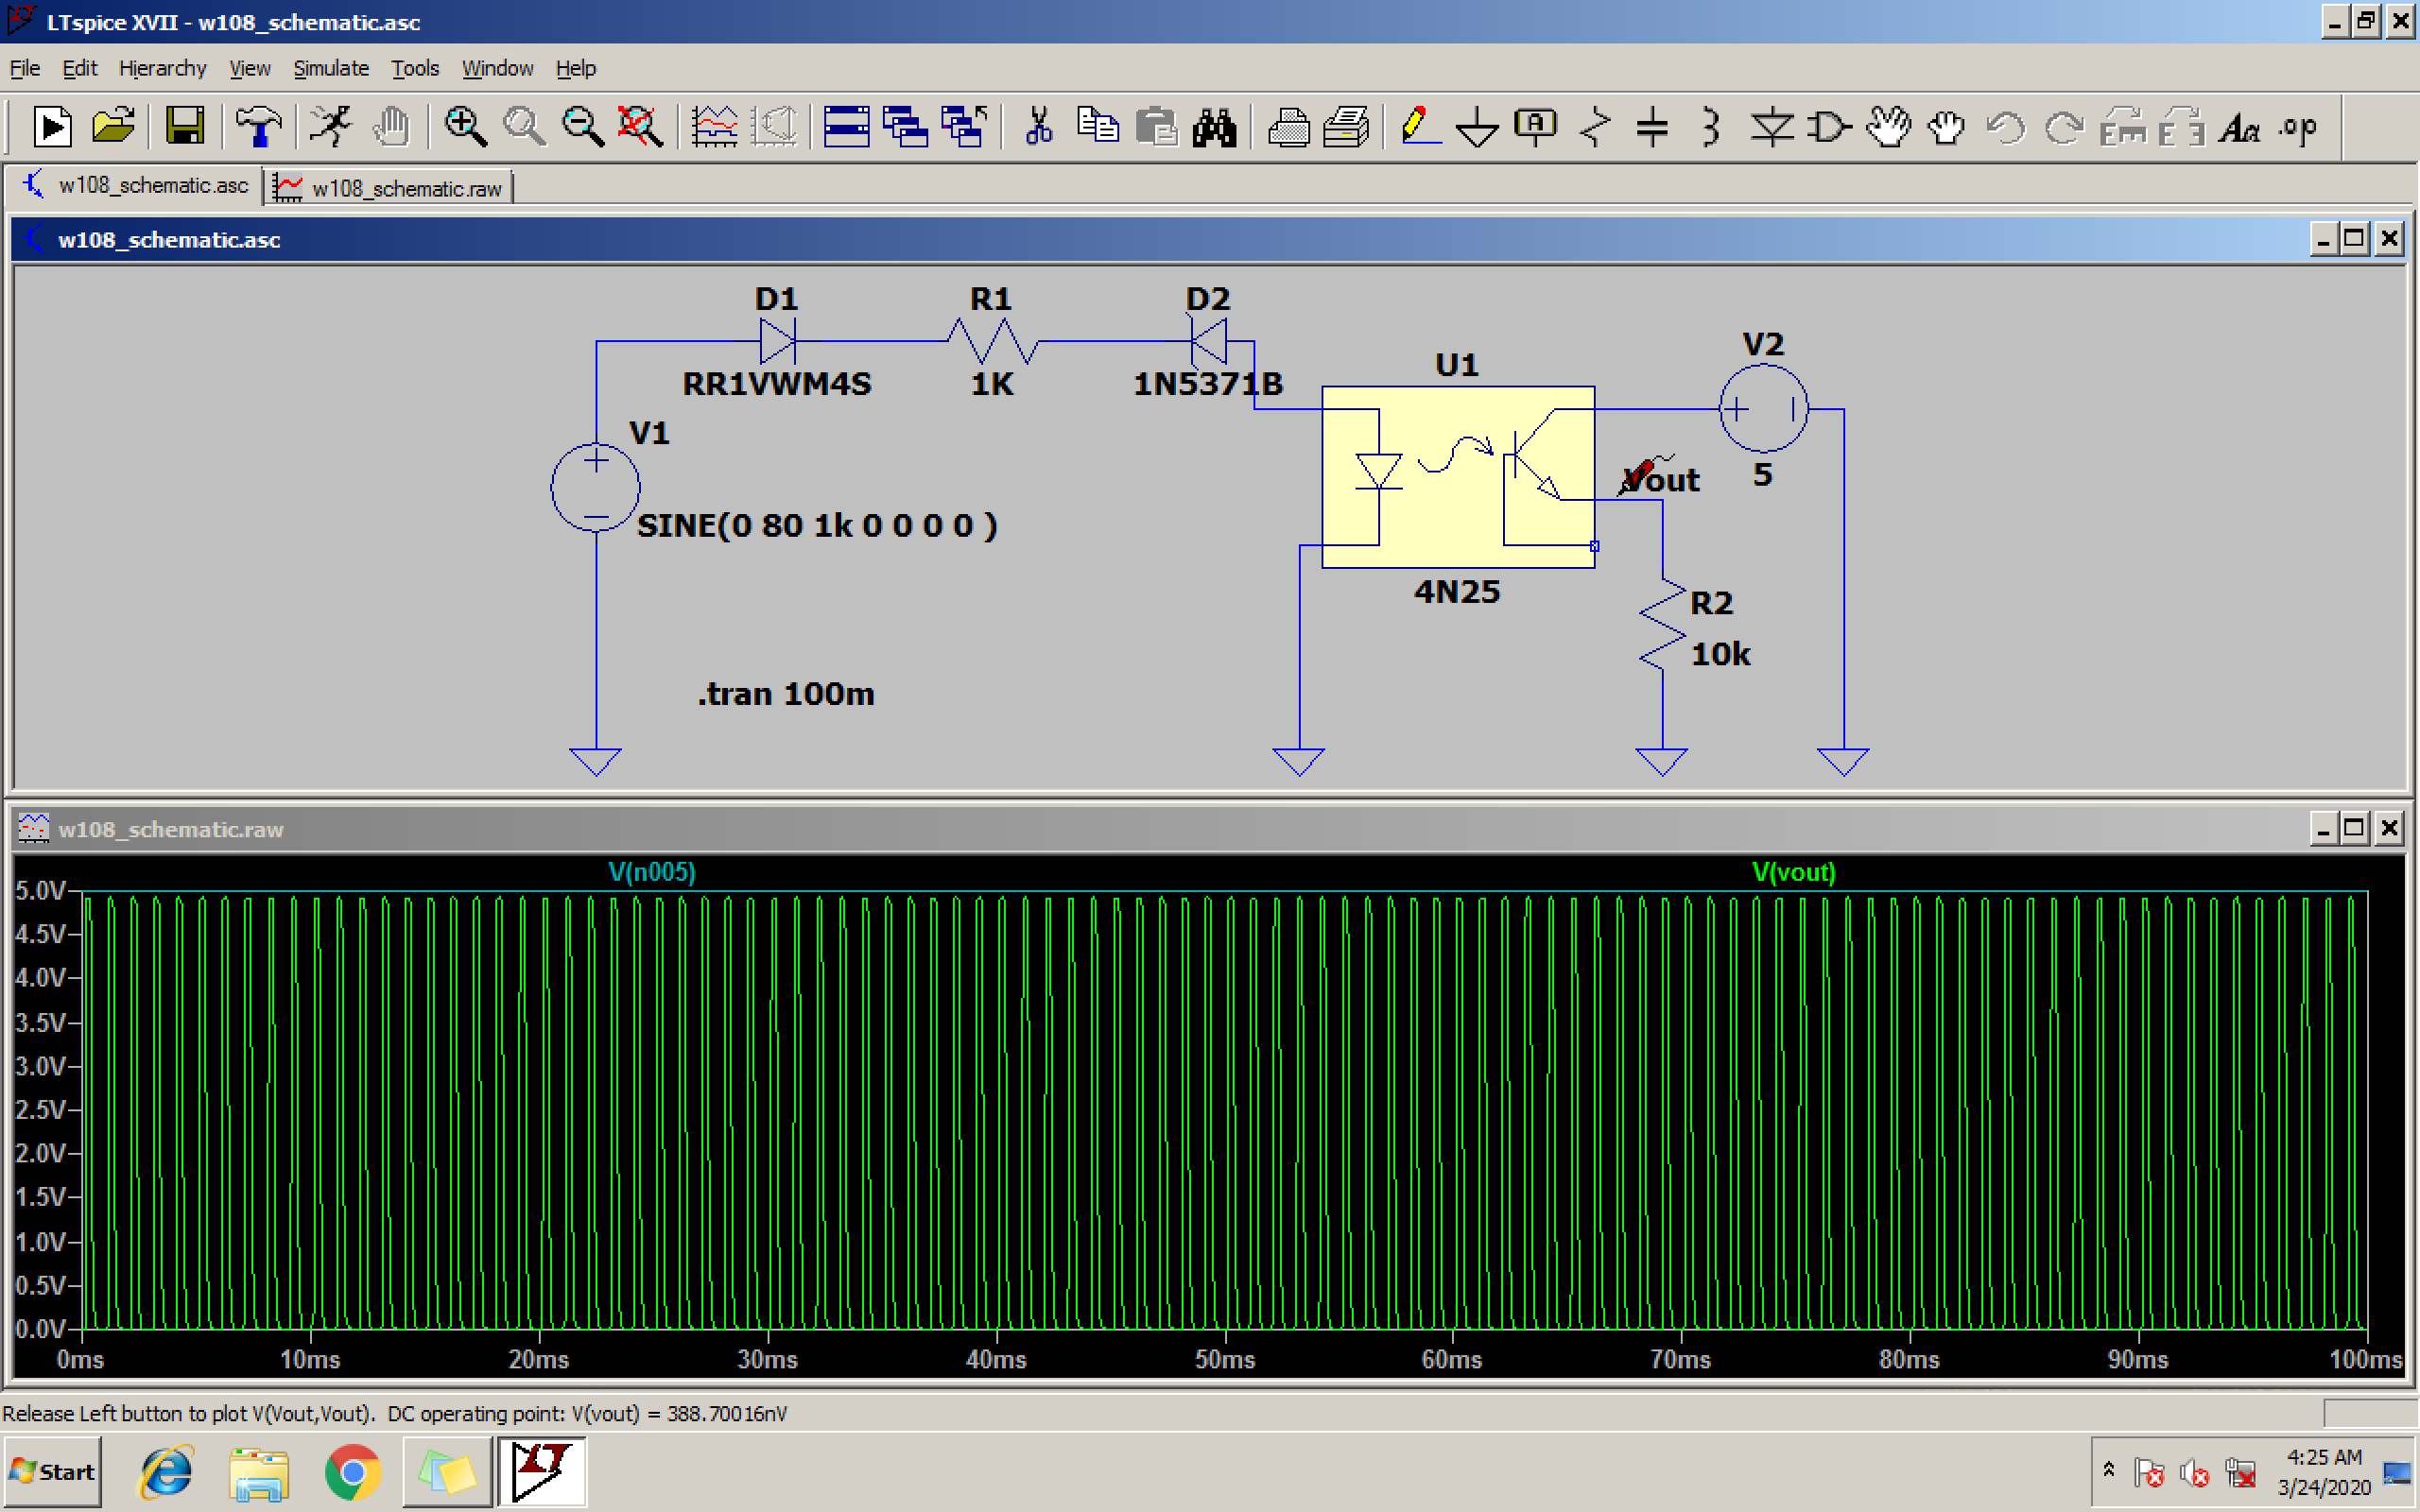 LTspice XVII - w108_schematic.asc
File Edit Hierarchy View Simulate Tools Window Help
A Aa .op
w108_schematic.asc w108_schematic.raw
w108_schematic.asc
D1 R1 D2
RR1VWM4S 1K 1N5371B
U1 V2
V1
Vout 5
SINE(0 80 1k 0 0 0 0 )
4N25
R2
10k
.tran 100m
w108_schematic.raw
V(n005) V(vout)
5.0V
4.5V
4.0V
3.5V
3.0V
2.5V
2.0V
1.5V
1.0V
0.5V
0.0V
0ms 10ms 20ms 30ms 40ms 50ms 60ms 70ms 80ms 90ms 100ms
Release Left button to plot V(Vout,Vout). DC operating point: V(vout) = 388.70016nV
Start LT 4:25 AM
3/24/2020